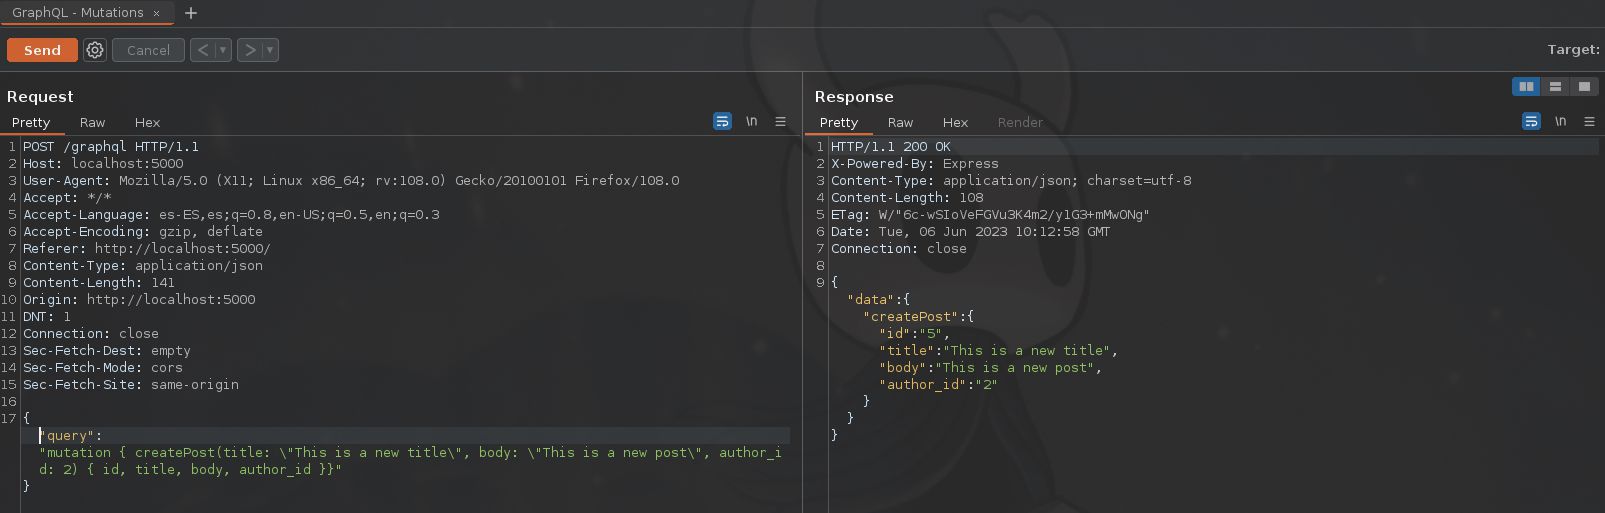 GraphQL - Mutations × +
Send Cancel < > Target:
Request
Pretty Raw Hex \n
1 POST /graphql HTTP/1.1
2 Host: localhost:5000
3 User-Agent: Mozilla/5.0 (X11; Linux x86_64; rv:108.0) Gecko/20100101 Firefox/108.0
4 Accept: */*
5 Accept-Language: es-ES,es;q=0.8,en-US;q=0.5,en;q=0.3
6 Accept-Encoding: gzip, deflate
7 Referer: http://localhost:5000/
8 Content-Type: application/json
9 Content-Length: 141
10 Origin: http://localhost:5000
11 DNT: 1
12 Connection: close
13 Sec-Fetch-Dest: empty
14 Sec-Fetch-Mode: cors
15 Sec-Fetch-Site: same-origin
16
17 {
"query":
"mutation { createPost(title: \"This is a new title\", body: \"This is a new post\", author_i
d: 2) { id, title, body, author_id }}"
}
Response
Pretty Raw Hex Render \n
1 HTTP/1.1 200 OK
2 X-Powered-By: Express
3 Content-Type: application/json; charset=utf-8
4 Content-Length: 108
5 ETag: W/"6c-wSIoVeFGVu3K4m2/y1G3+mMwONg"
6 Date: Tue, 06 Jun 2023 10:12:58 GMT
7 Connection: close
8
9 {
"data":{
"createPost":{
"id":"5",
"title":"This is a new title",
"body":"This is a new post",
"author_id":"2"
}
}
}